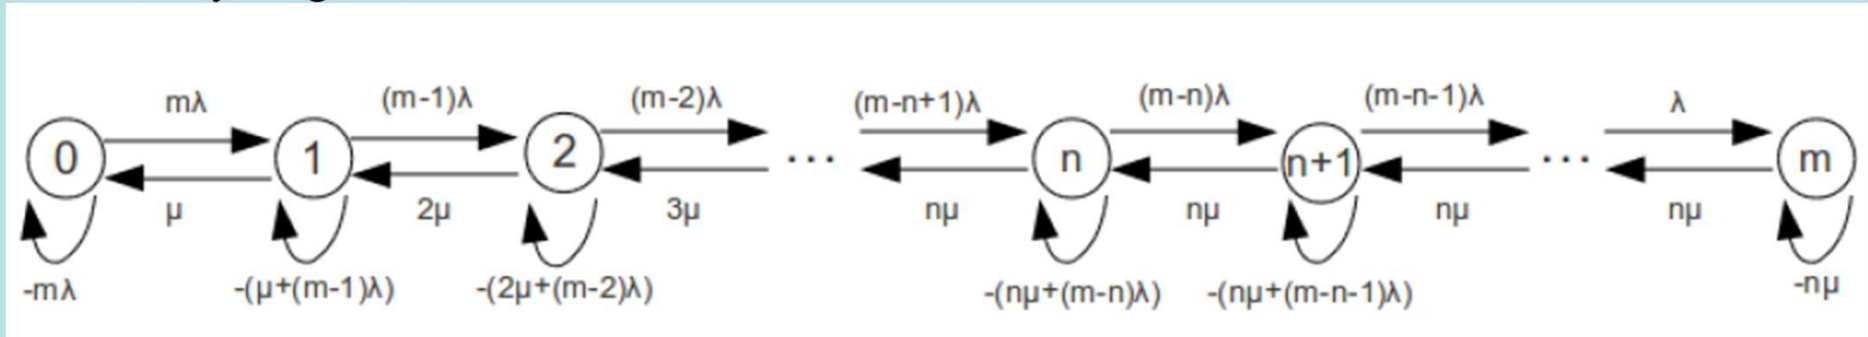 mλ (m-1)λ (m-2)λ (m-n+1)λ (m-n)λ (m-n-1)λ λ
0 1 2 ... n n+1 ... m
μ 2μ 3μ nμ nμ nμ nμ
-mλ -(μ+(m-1)λ) -(2μ+(m-2)λ) -(nμ+(m-n)λ) -(nμ+(m-n-1)λ) -nμ